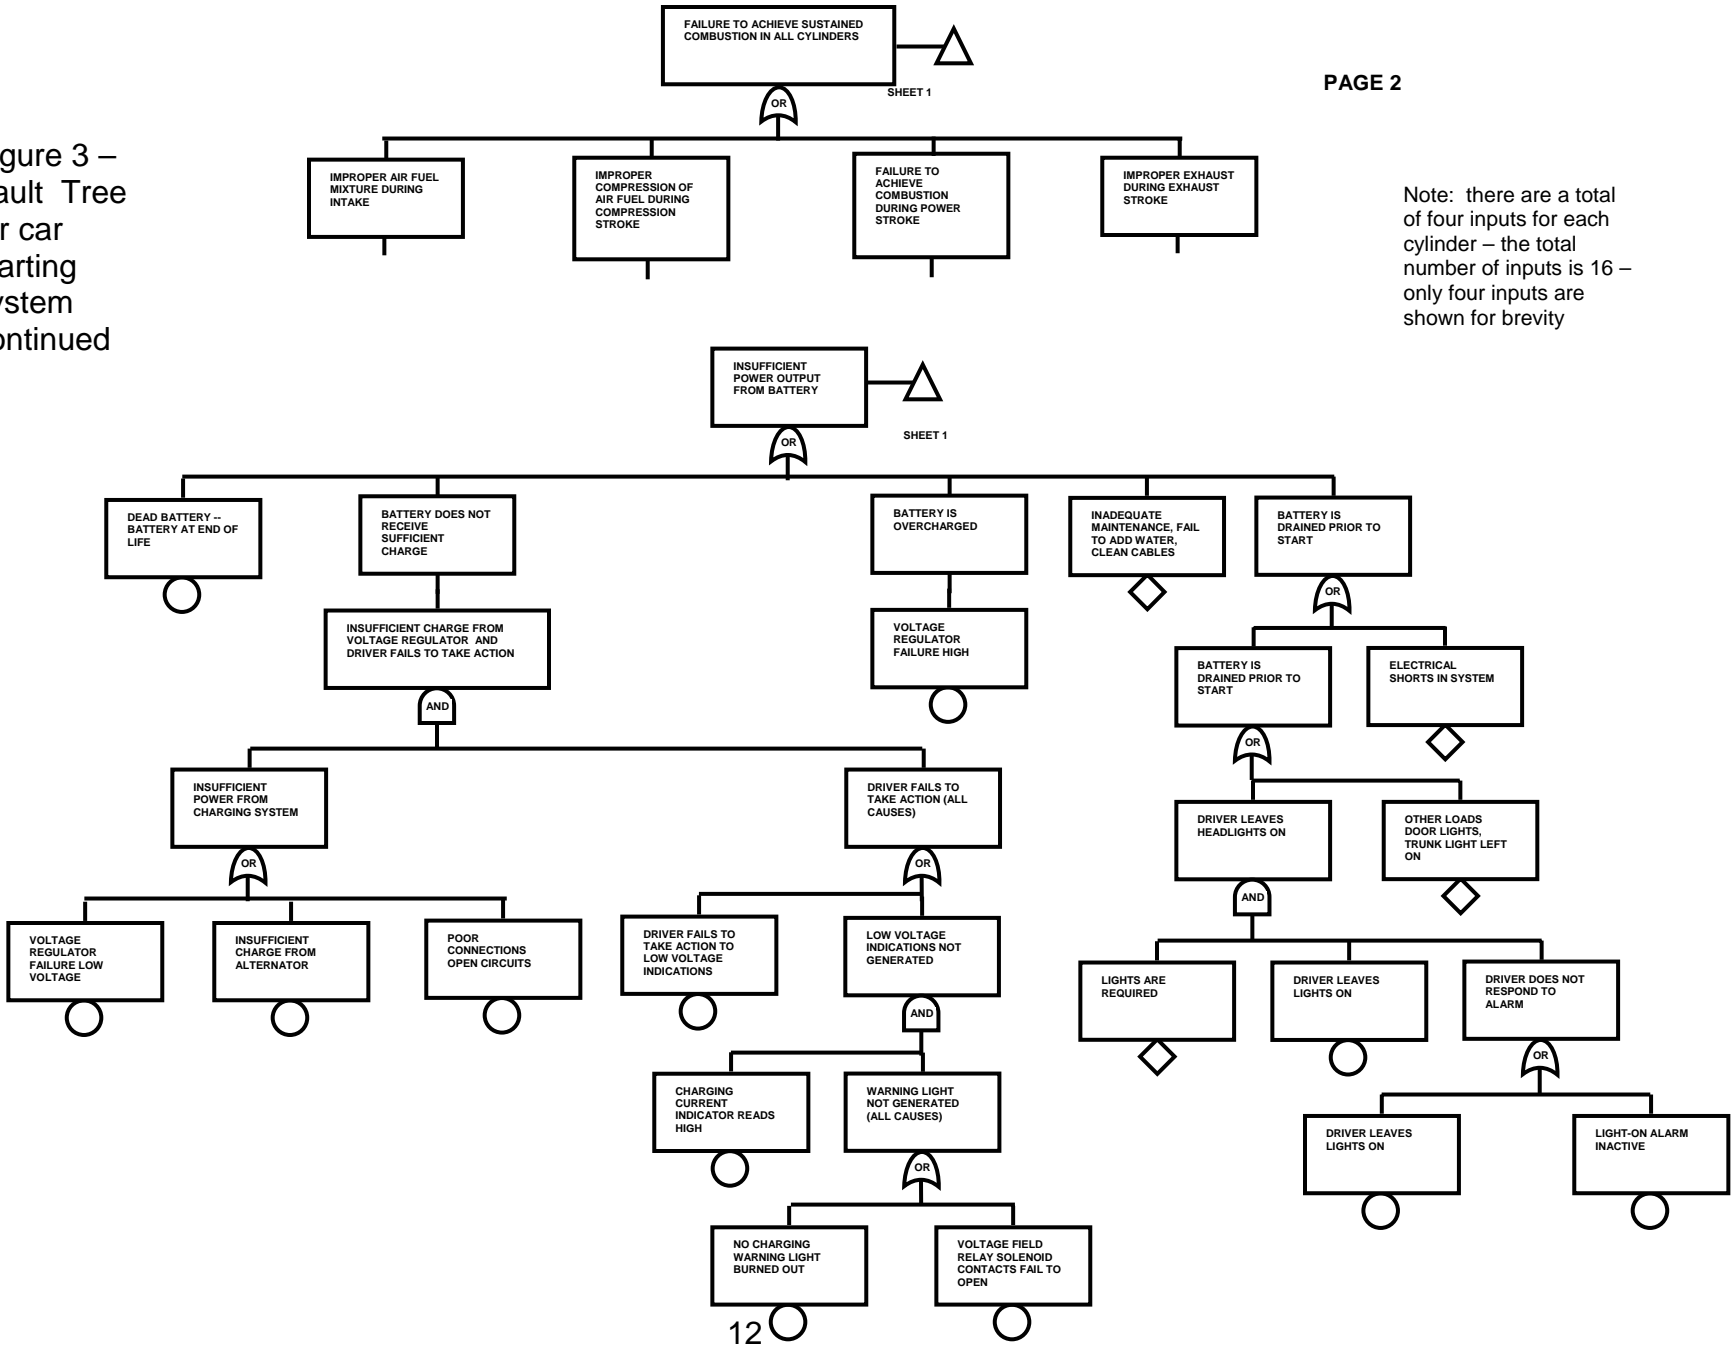 FAILURE TO ACHIEVE SUSTAINED
COMBUSTION IN ALL CYLINDERS
SHEET 1
OR
PAGE 2
gure 3 –
ault Tree
r car
arting
ystem
ontinued
IMPROPER AIR FUEL
MIXTURE DURING
INTAKE
IMPROPER
COMPRESSION OF
AIR FUEL DURING
COMPRESSION
STROKE
FAILURE TO
ACHIEVE
COMBUSTION
DURING POWER
STROKE
IMPROPER EXHAUST
DURING EXHAUST
STROKE
Note: there are a total
of four inputs for each
cylinder – the total
number of inputs is 16 –
only four inputs are
shown for brevity
INSUFFICIENT
POWER OUTPUT
FROM BATTERY
SHEET 1
OR
DEAD BATTERY --
BATTERY AT END OF
LIFE
BATTERY DOES NOT
RECEIVE
SUFFICIENT
CHARGE
BATTERY IS
OVERCHARGED
INADEQUATE
MAINTENANCE, FAIL
TO ADD WATER,
CLEAN CABLES
BATTERY IS
DRAINED PRIOR TO
START
OR
INSUFFICIENT CHARGE FROM
VOLTAGE REGULATOR AND
DRIVER FAILS TO TAKE ACTION
AND
VOLTAGE
REGULATOR
FAILURE HIGH
BATTERY IS
DRAINED PRIOR TO
START
OR
ELECTRICAL
SHORTS IN SYSTEM
INSUFFICIENT
POWER FROM
CHARGING SYSTEM
OR
DRIVER FAILS TO
TAKE ACTION (ALL
CAUSES)
OR
DRIVER LEAVES
HEADLIGHTS ON
AND
OTHER LOADS
DOOR LIGHTS,
TRUNK LIGHT LEFT
ON
VOLTAGE
REGULATOR
FAILURE LOW
VOLTAGE
INSUFFICIENT
CHARGE FROM
ALTERNATOR
POOR
CONNECTIONS
OPEN CIRCUITS
DRIVER FAILS TO
TAKE ACTION TO
LOW VOLTAGE
INDICATIONS
LOW VOLTAGE
INDICATIONS NOT
GENERATED
AND
LIGHTS ARE
REQUIRED
DRIVER LEAVES
LIGHTS ON
DRIVER DOES NOT
RESPOND TO
ALARM
OR
CHARGING
CURRENT
INDICATOR READS
HIGH
WARNING LIGHT
NOT GENERATED
(ALL CAUSES)
OR
DRIVER LEAVES
LIGHTS ON
LIGHT-ON ALARM
INACTIVE
NO CHARGING
WARNING LIGHT
BURNED OUT
VOLTAGE FIELD
RELAY SOLENOID
CONTACTS FAIL TO
OPEN
12